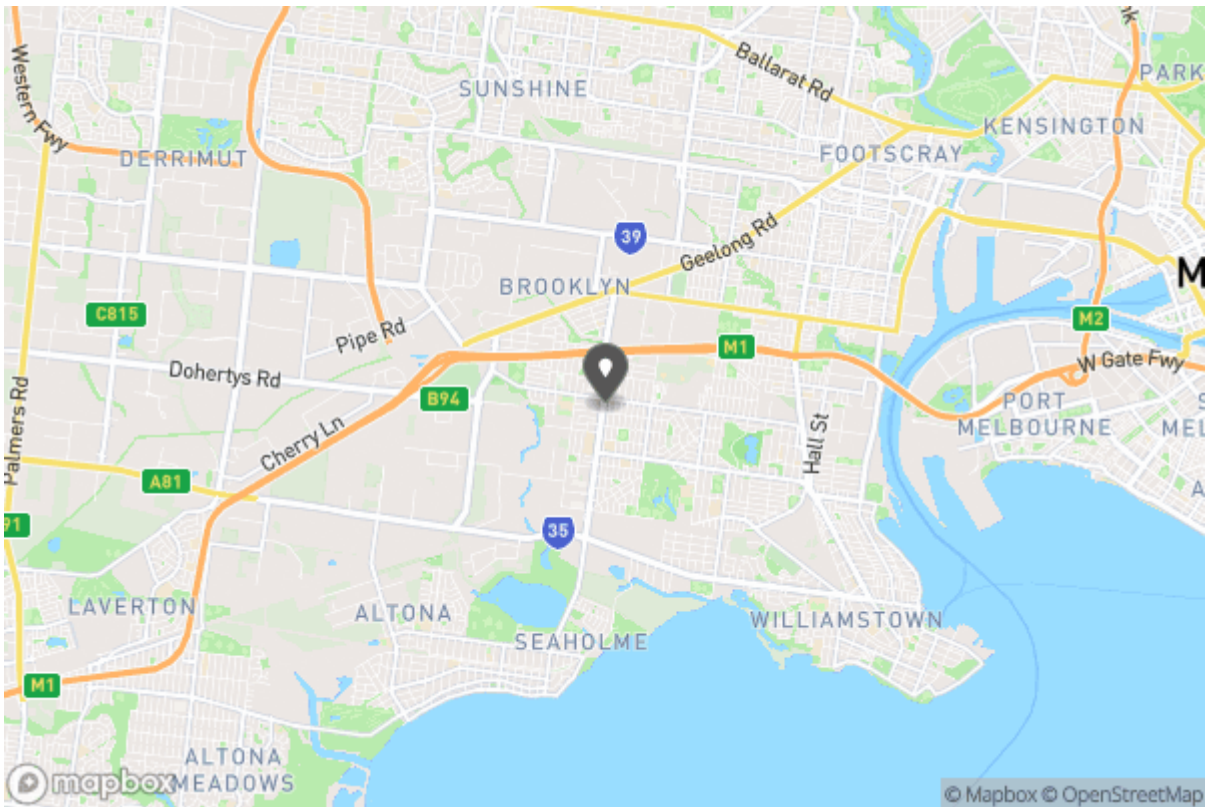 nk
Western Fwy
SUNSHINE
Ballarat Rd
PARK
KENSINGTON
DERRIMUT
FOOTSCRAY
39
Geelong Rd
BROOKLYN
M
C815
Pipe Rd
M1
M2
W Gate Fwy
Dohertys Rd
B94
PORT
MELBOURNE
S
MEL
Palmers Rd
Cherry Ln
Hall St
A81
A
91
35
LAVERTON
ALTONA
WILLIAMSTOWN
SEAHOLME
M1
ALTONA
MEADOWS
mapbox
© Mapbox © OpenStreetMap